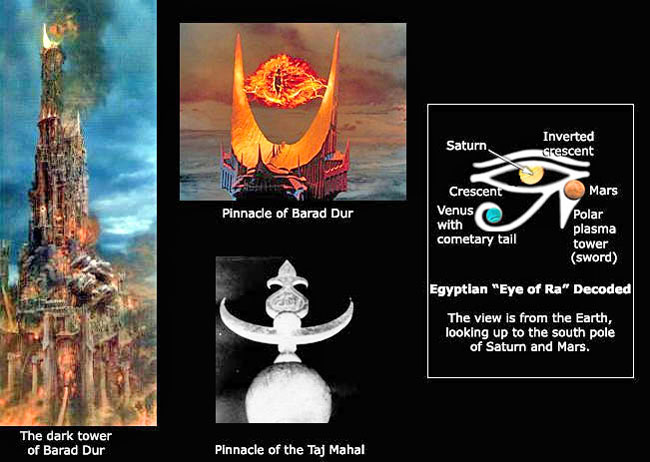 The dark tower
of Barad Dur
Pinnacle of Barad Dur
Pinnacle of the Taj Mahal
Saturn
Inverted
crescent
Crescent
Mars
Venus
with
cometary tail
Polar
plasma
tower
(sword)
Egyptian “Eye of Ra” Decoded
The view is from the Earth,
looking up to the south pole
of Saturn and Mars.